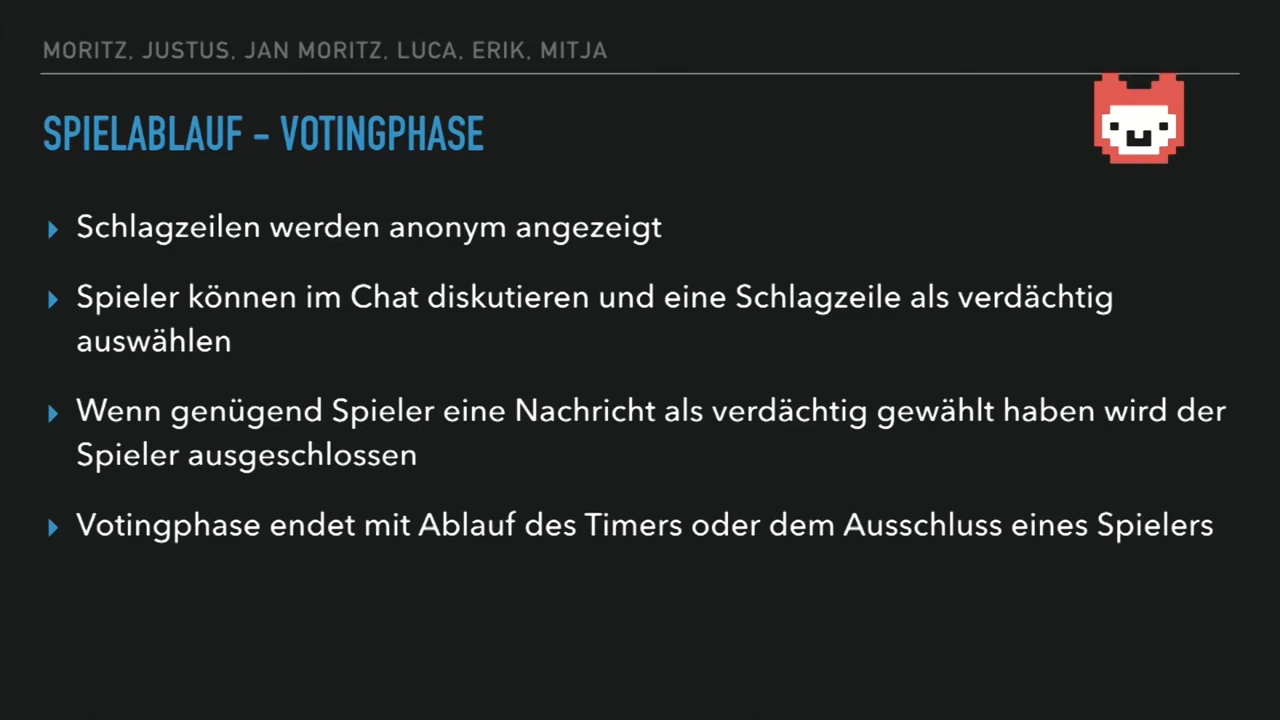 MORITZ, JUSTUS, JAN MORITZ, LUCA, ERIK, MITJA
SPIELABLAUF – VOTINGPHASE
Schlagzeilen werden anonym angezeigt
Spieler können im Chat diskutieren und eine Schlagzeile als verdächtig
auswählen
Wenn genügend Spieler eine Nachricht als verdächtig gewählt haben wird der
Spieler ausgeschlossen
Votingphase endet mit Ablauf des Timers oder dem Ausschluss eines Spielers